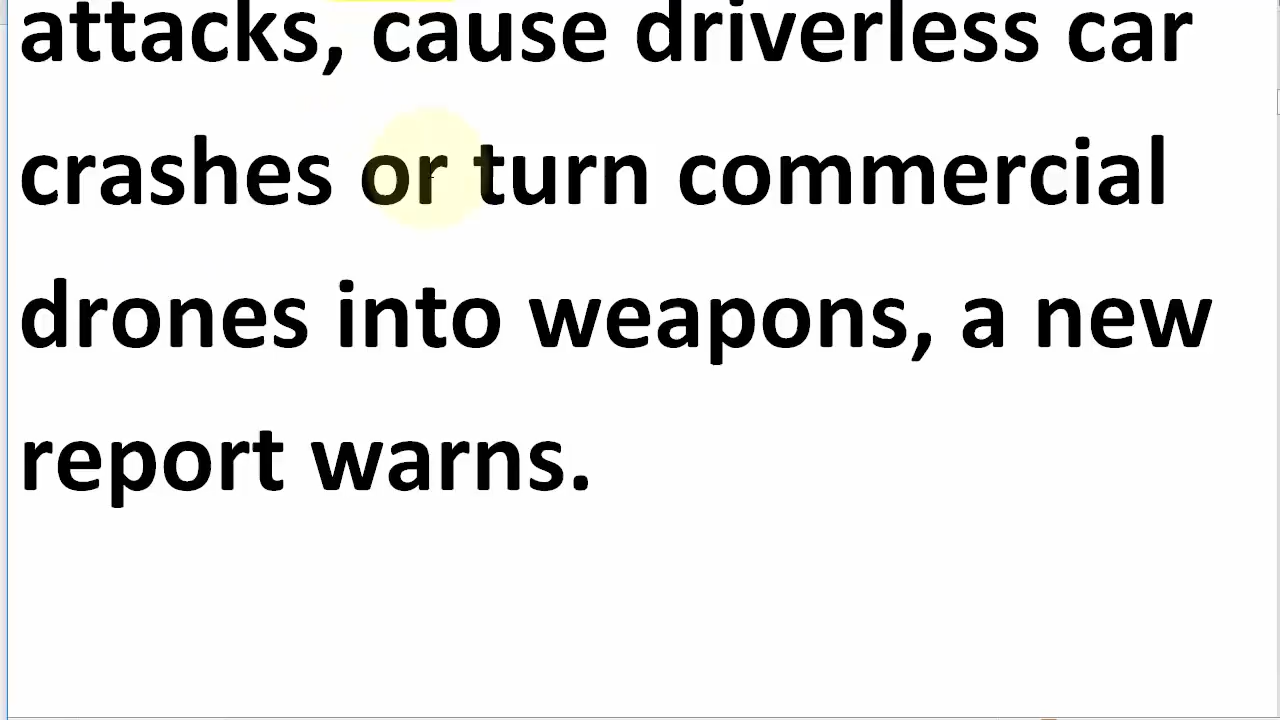 attacks, cause driverless car
crashes or turn commercial
drones into weapons, a new
report warns.